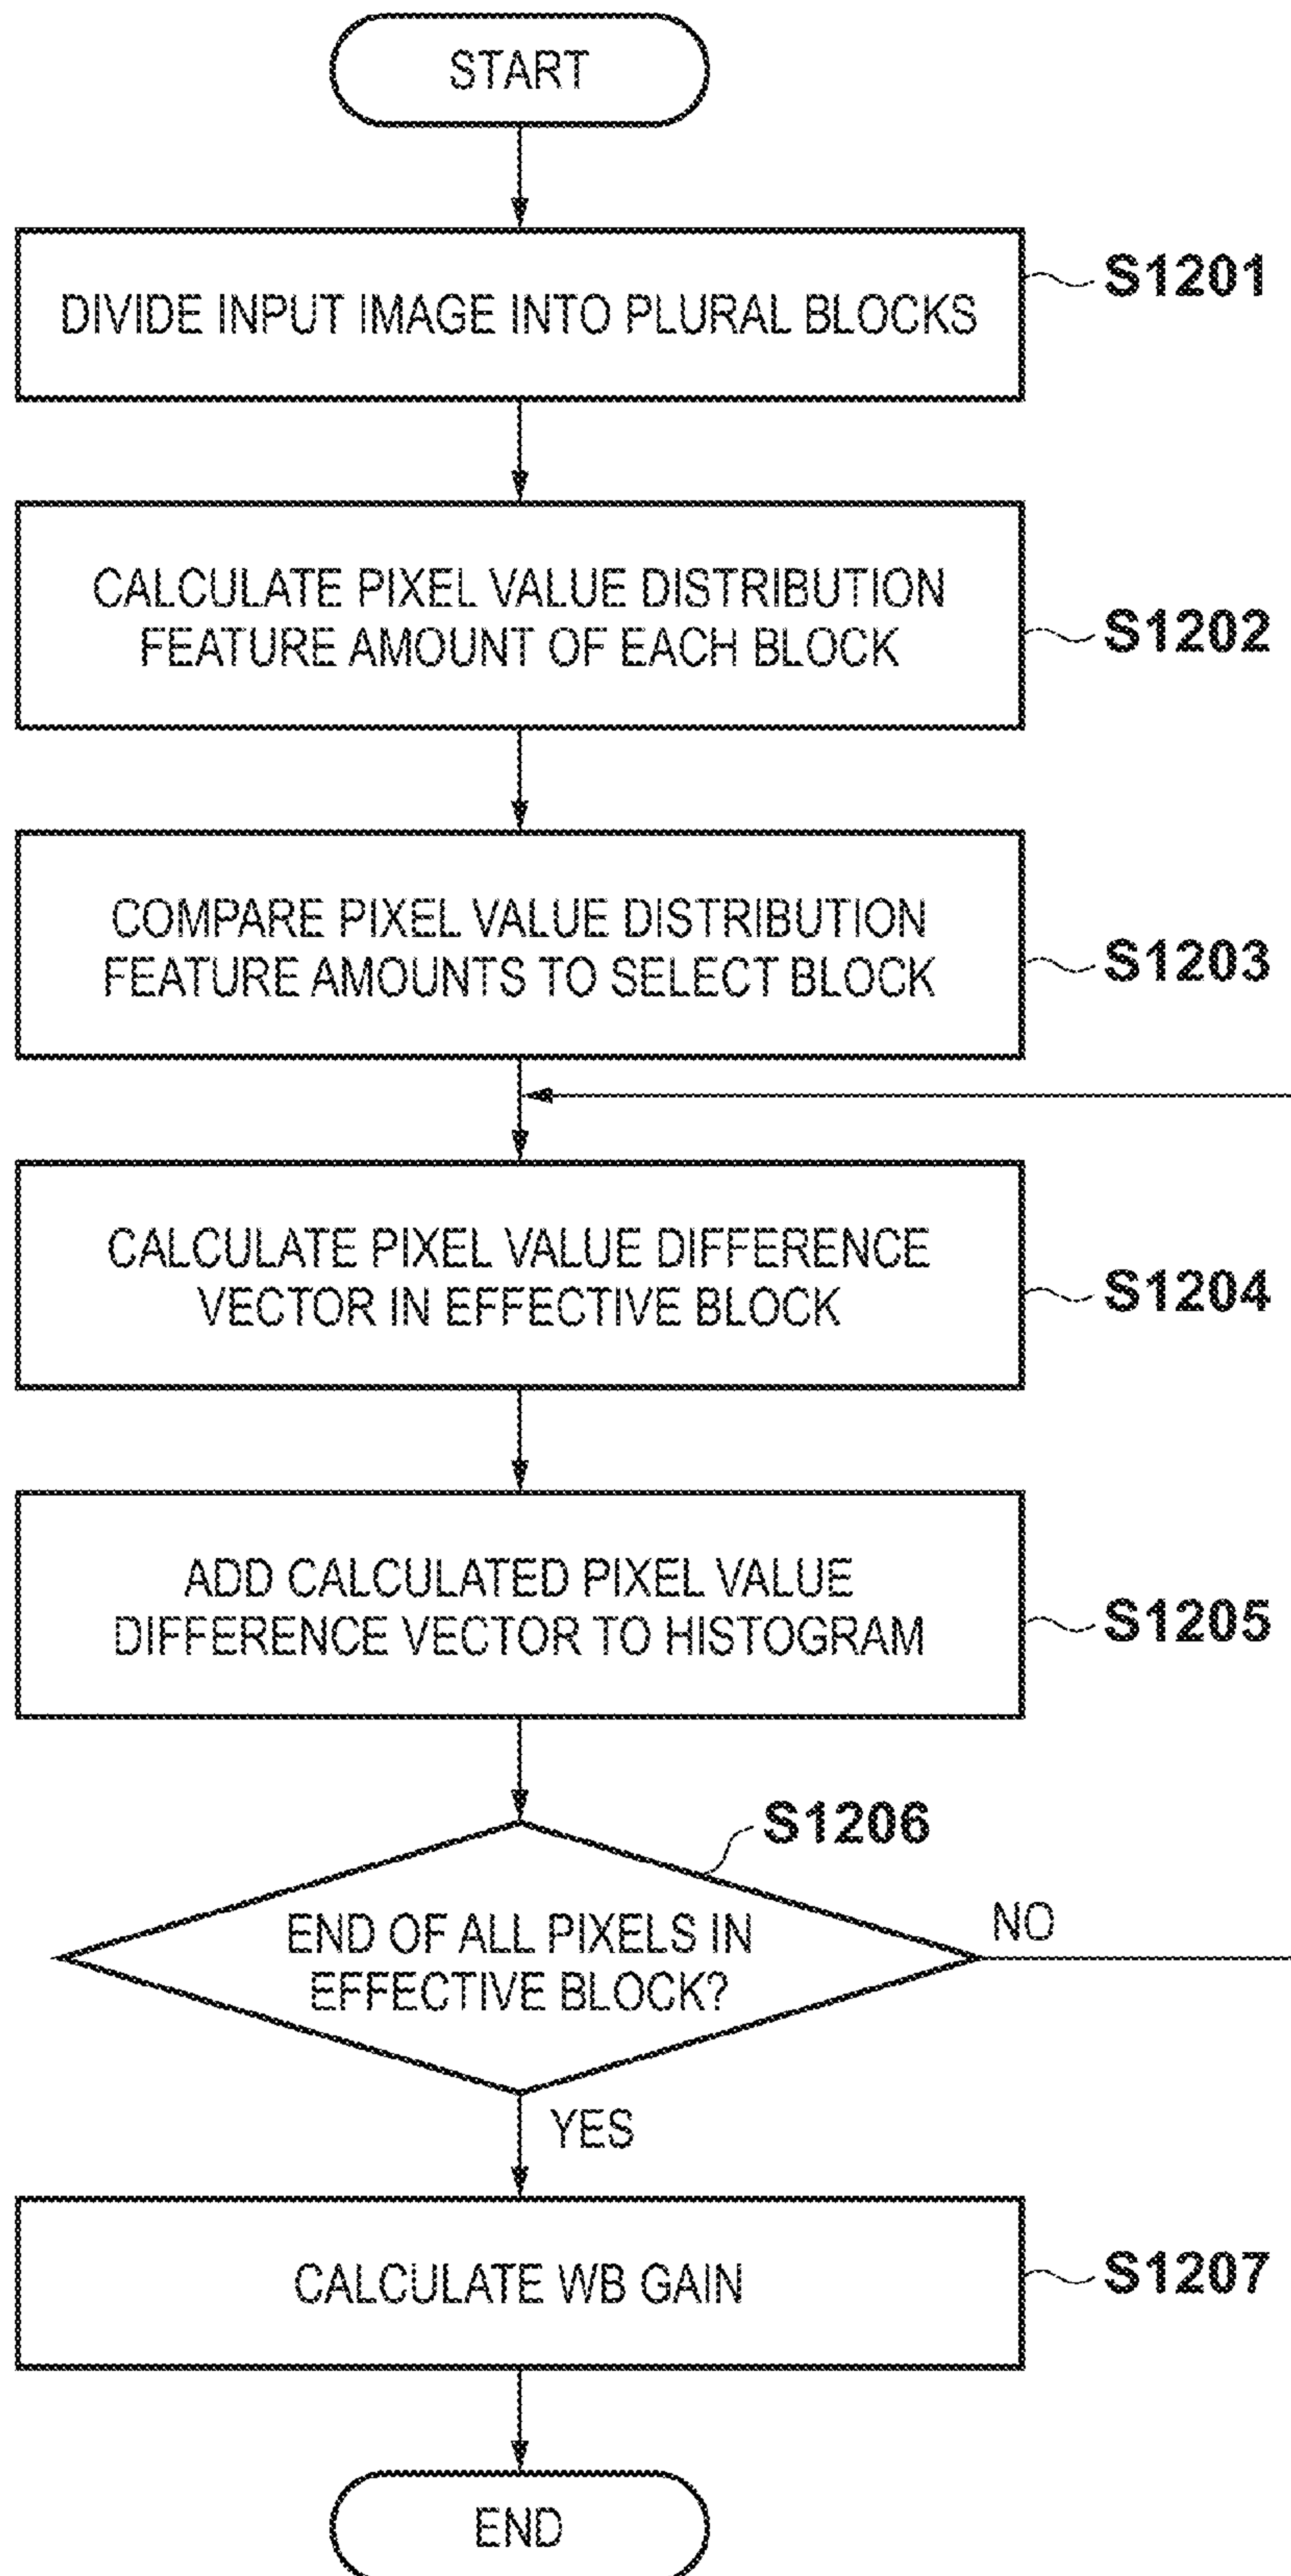 START
DIVIDE INPUT IMAGE INTO PLURAL BLOCKS
S1201
CALCULATE PIXEL VALUE DISTRIBUTION
FEATURE AMOUNT OF EACH BLOCK
S1202
COMPARE PIXEL VALUE DISTRIBUTION
FEATURE AMOUNTS TO SELECT BLOCK
S1203
CALCULATE PIXEL VALUE DIFFERENCE
VECTOR IN EFFECTIVE BLOCK
S1204
ADD CALCULATED PIXEL VALUE
DIFFERENCE VECTOR TO HISTOGRAM
S1205
S1206
END OF ALL PIXELS IN
EFFECTIVE BLOCK?
NO
YES
CALCULATE WB GAIN
S1207
END